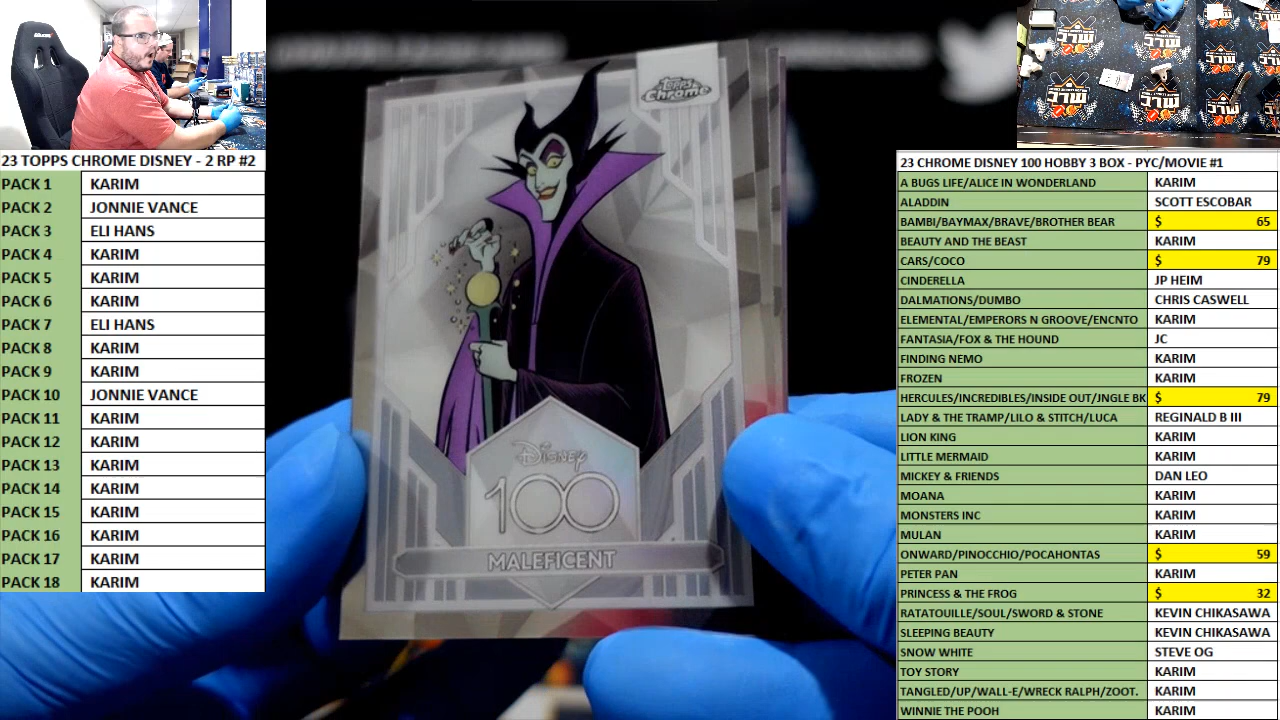 23 TOPPS CHROME DISNEY - 2 RP #2
PACK 1 KARIM
PACK 2 JONNIE VANCE
PACK 3 ELI HANS
PACK 4 KARIM
PACK 5 KARIM
PACK 6 KARIM
PACK 7 ELI HANS
PACK 8 KARIM
PACK 9 KARIM
PACK 10 JONNIE VANCE
PACK 11 KARIM
PACK 12 KARIM
PACK 13 KARIM
PACK 14 KARIM
PACK 15 KARIM
PACK 16 KARIM
PACK 17 KARIM
PACK 18 KARIM
Topps
Chrome
Disney
100
MALEFICENT
23 CHROME DISNEY 100 HOBBY 3 BOX - PYC/MOVIE #1
A BUGS LIFE/ALICE IN WONDERLAND KARIM
ALADDIN SCOTT ESCOBAR
BAMBI/BAYMAX/BRAVE/BROTHER BEAR $ 65
BEAUTY AND THE BEAST KARIM
CARS/COCO $ 79
CINDERELLA JP HEIM
DALMATIONS/DUMBO CHRIS CASWELL
ELEMENTAL/EMPERORS N GROOVE/ENCNTO KARIM
FANTASIA/FOX & THE HOUND JC
FINDING NEMO KARIM
FROZEN KARIM
HERCULES/INCREDIBLES/INSIDE OUT/JNGLE BK $ 79
LADY & THE TRAMP/LILO & STITCH/LUCA REGINALD B III
LION KING KARIM
LITTLE MERMAID KARIM
MICKEY & FRIENDS DAN LEO
MOANA KARIM
MONSTERS INC KARIM
MULAN KARIM
ONWARD/PINOCCHIO/POCAHONTAS $ 59
PETER PAN KARIM
PRINCESS & THE FROG $ 32
RATATOUILLE/SOUL/SWORD & STONE KEVIN CHIKASAWA
SLEEPING BEAUTY KEVIN CHIKASAWA
SNOW WHITE STEVE OG
TOY STORY KARIM
TANGLED/UP/WALL-E/WRECK RALPH/ZOOT. KARIM
WINNIE THE POOH KARIM